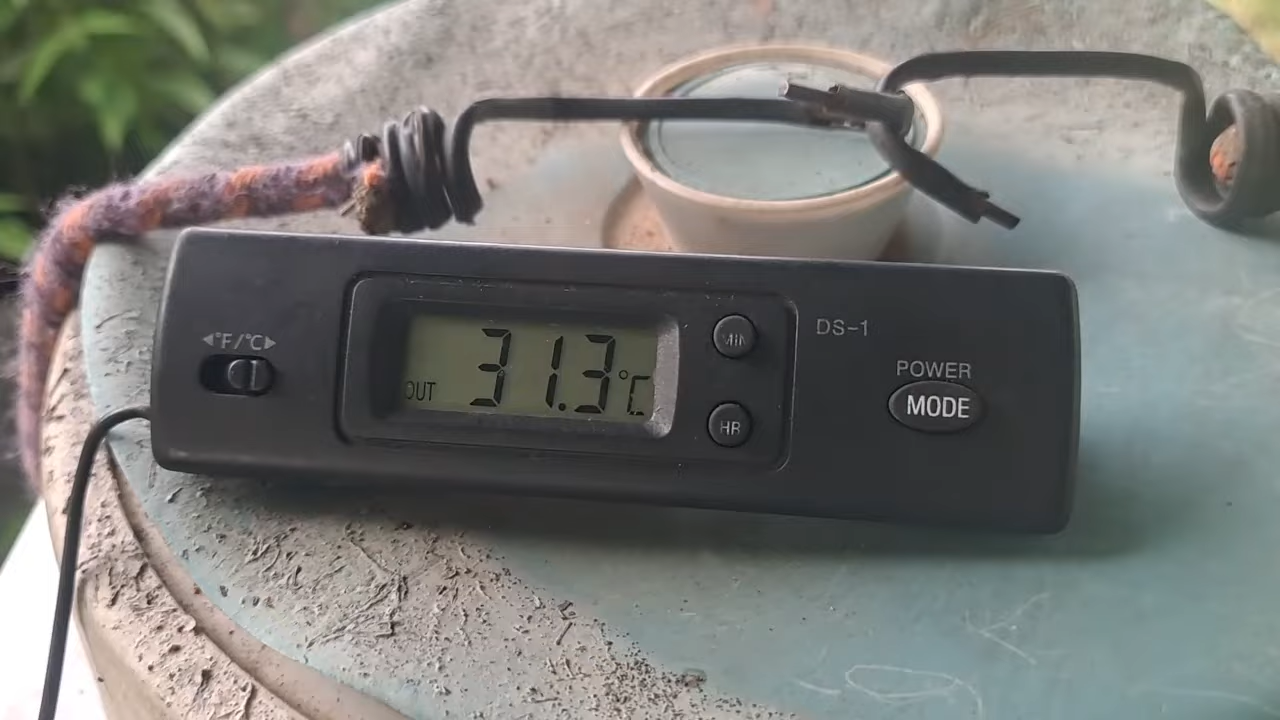 ◀°F/°C▶
OUT 31.3°C
MIN
HR
DS-1
POWER
MODE